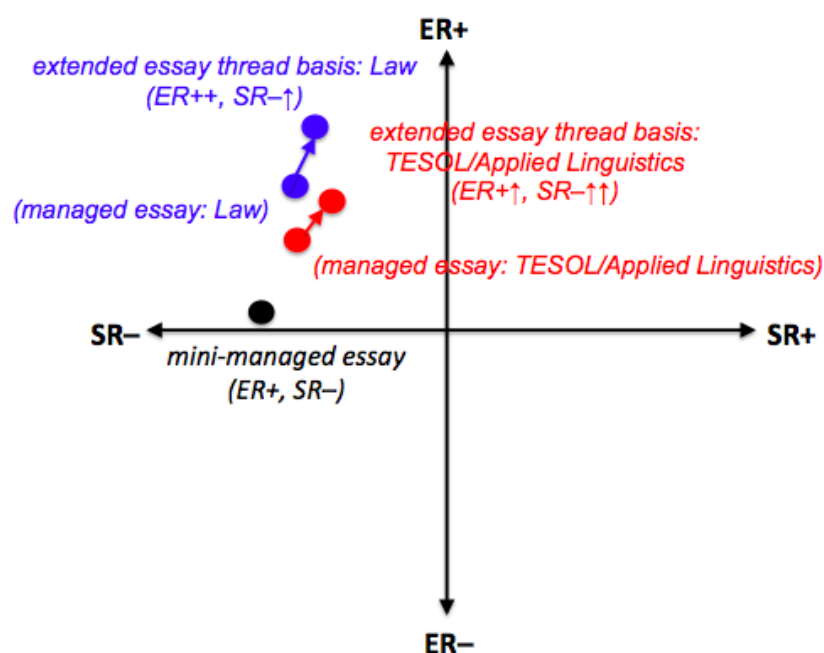 ER+
extended essay thread basis: Law
(ER++, SR–↑)
extended essay thread basis:
TESOL/Applied Linguistics
(ER+↑, SR–↑↑)
(managed essay: Law)
(managed essay: TESOL/Applied Linguistics)
SR–
SR+
mini-managed essay
(ER+, SR–)
ER–